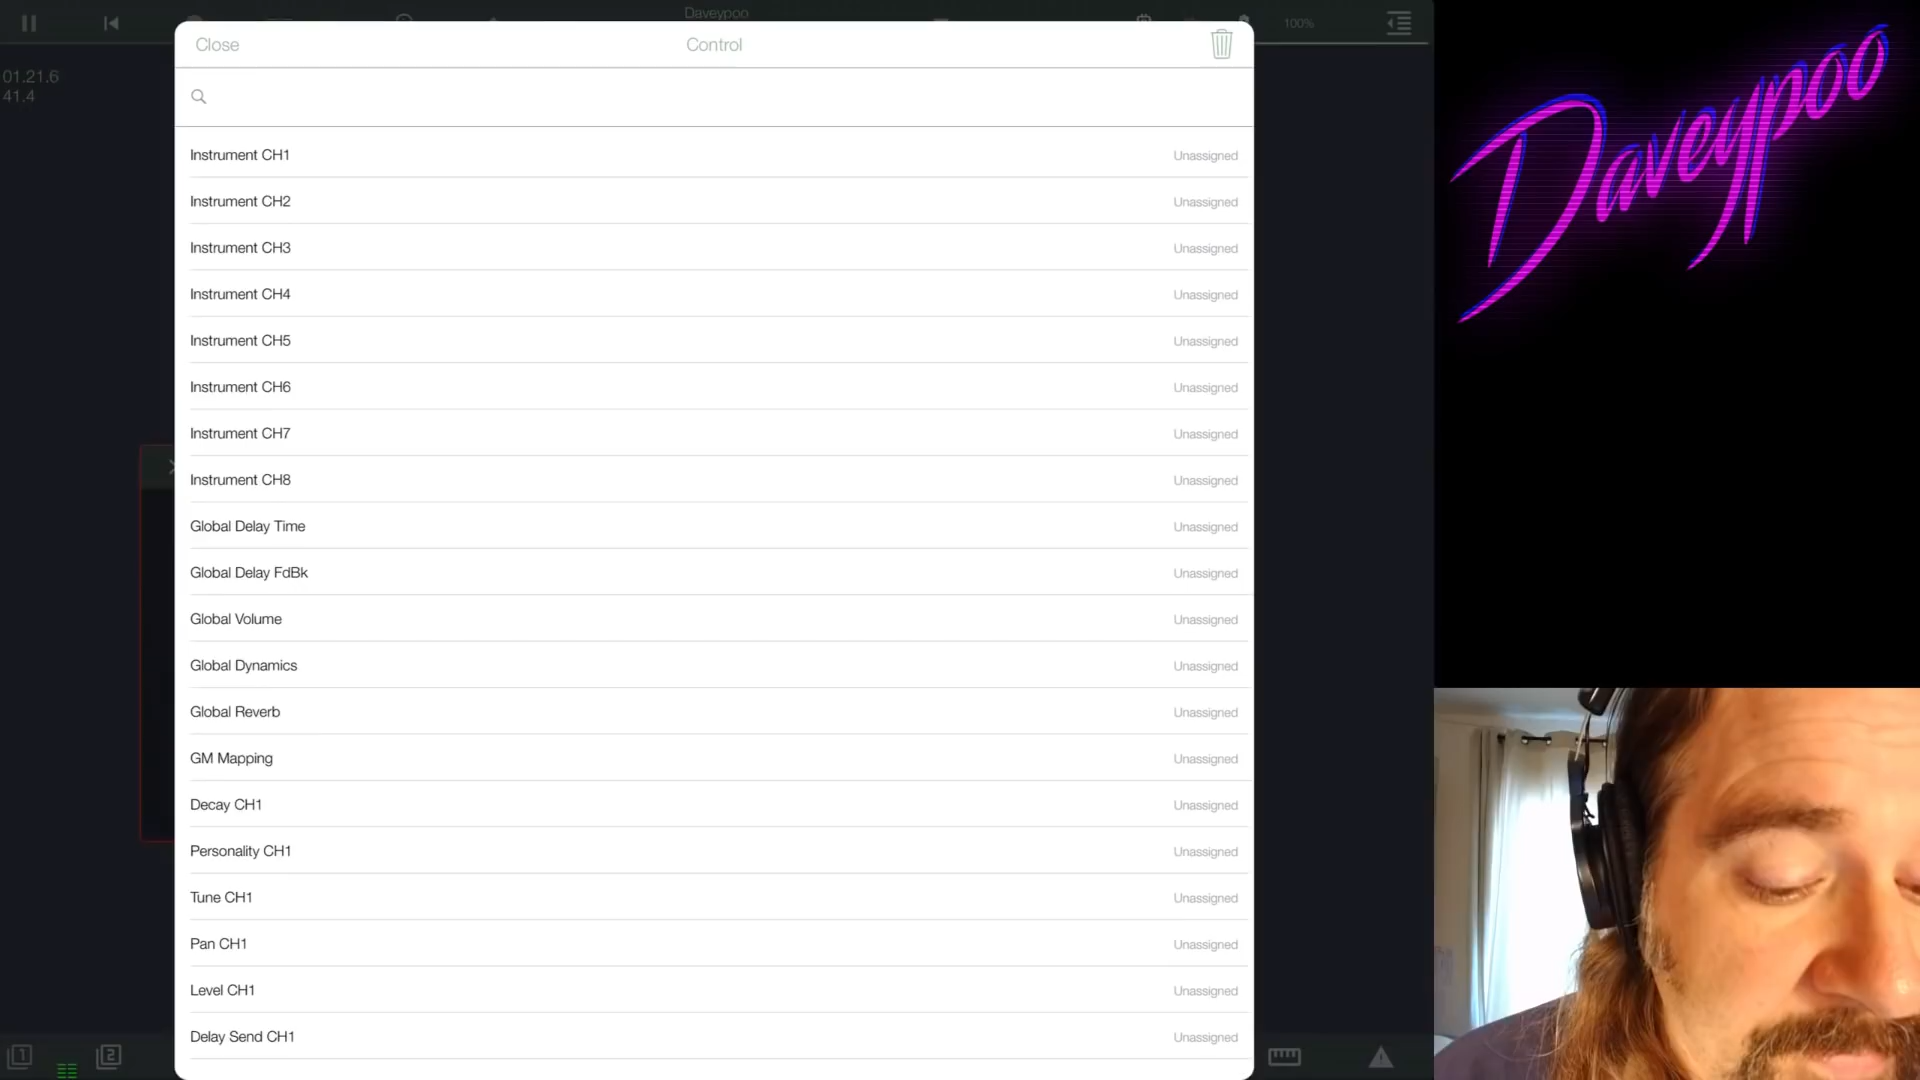 Daveypoo
100%
Close
Control
01.21.6
41.4
Instrument CH1 Unassigned
Instrument CH2 Unassigned
Instrument CH3 Unassigned
Instrument CH4 Unassigned
Instrument CH5 Unassigned
Instrument CH6 Unassigned
Instrument CH7 Unassigned
Instrument CH8 Unassigned
Global Delay Time Unassigned
Global Delay FdBk Unassigned
Global Volume Unassigned
Global Dynamics Unassigned
Global Reverb Unassigned
GM Mapping Unassigned
Decay CH1 Unassigned
Personality CH1 Unassigned
Tune CH1 Unassigned
Pan CH1 Unassigned
Level CH1 Unassigned
Delay Send CH1 Unassigned
1
2
Daveypoo